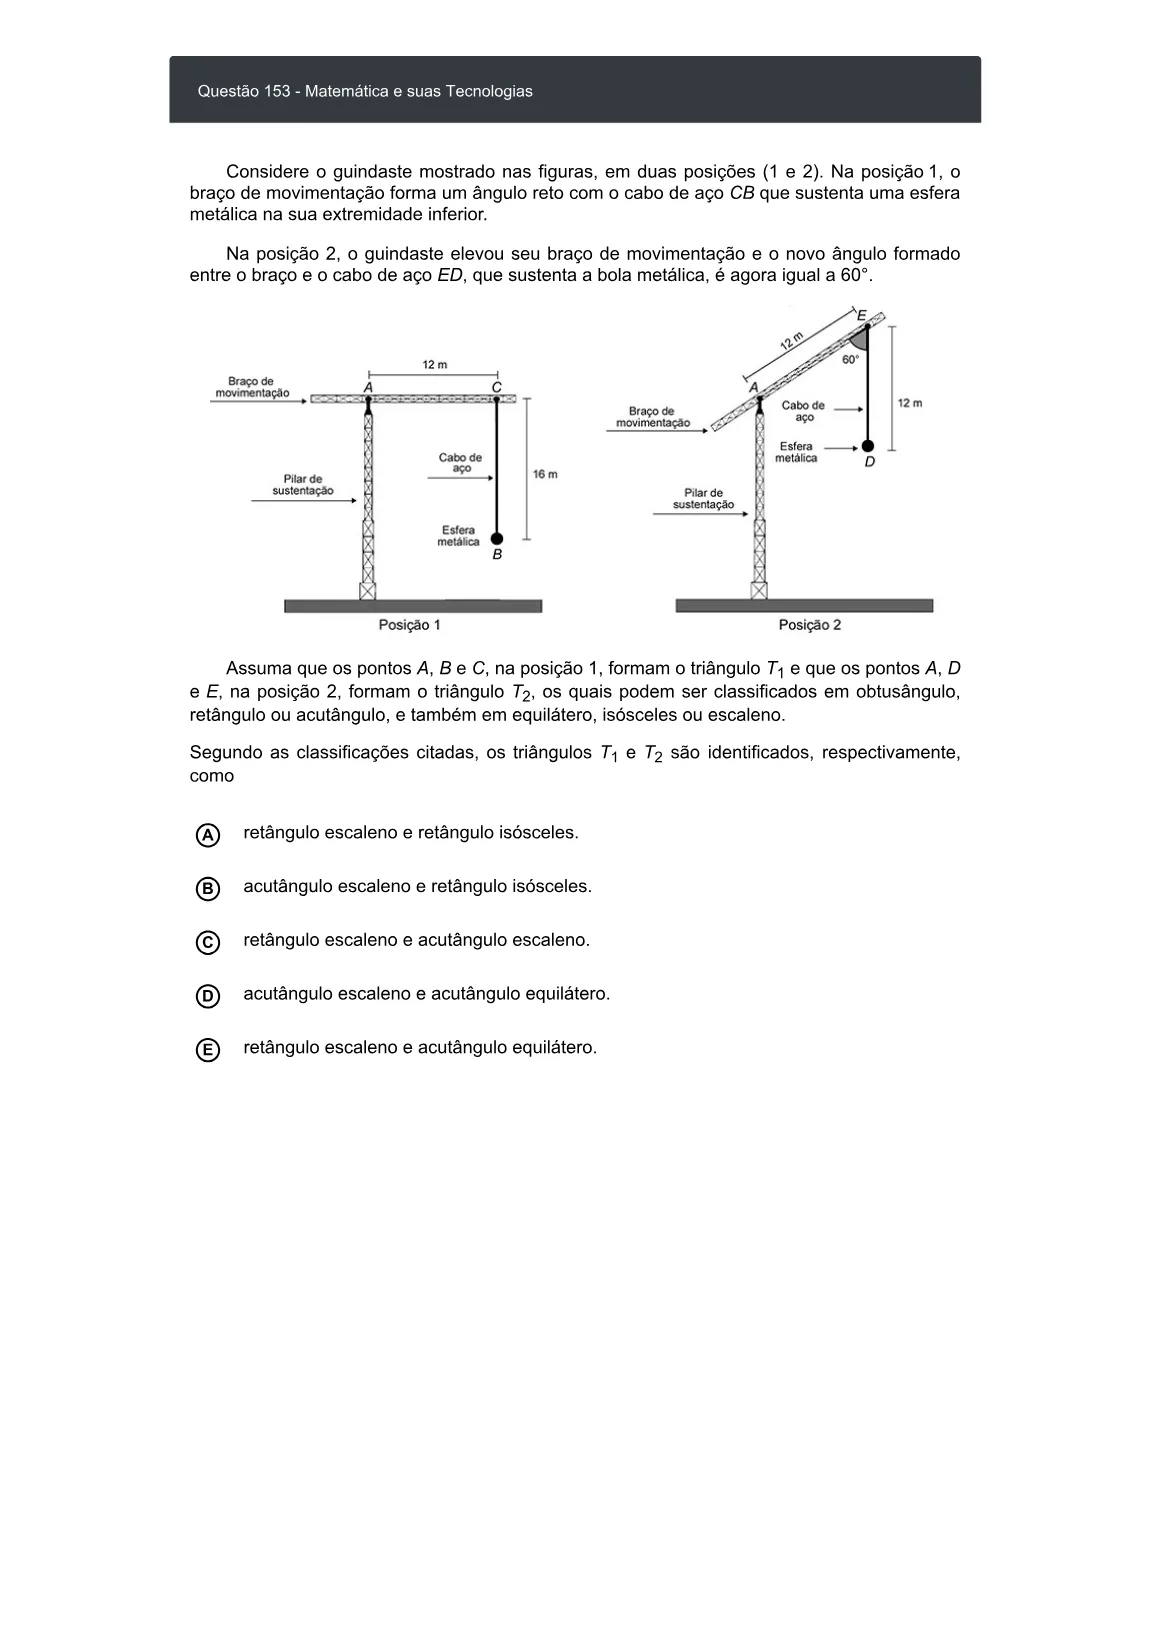 Questão 153 - Matemática e suas Tecnologias
Considere o guindaste mostrado nas figuras, em duas posições (1 e 2). Na posição 1, o
braço de movimentação forma um ângulo reto com o cabo de aço CB que sustenta uma esfera
metálica na sua extremidade inferior.
Na posição 2, o guindaste elevou seu braço de movimentação e o novo ângulo formado
entre o braço e o cabo de aço ED, que sustenta a bola metálica, é agora igual a 60°.
12 m
A
C
Braço de
movimentação
Cabo de
aço
16 m
Pilar de
sustentação
Esfera
metálica
B
Posição 1
E
12 m
60°
A
Cabo de
aço
12 m
Braço de
movimentação
Esfera
metálica
D
Pilar de
sustentação
Posição 2
Assuma que os pontos A, B e C, na posição 1, formam o triângulo T1 e que os pontos A, D
e E, na posição 2, formam o triângulo T2, os quais podem ser classificados em obtusângulo,
retângulo ou acutângulo, e também em equilátero, isósceles ou escaleno.
Segundo as classificações citadas, os triângulos T1 e T2 são identificados, respectivamente,
como
A retângulo escaleno e retângulo isósceles.
B acutângulo escaleno e retângulo isósceles.
C retângulo escaleno e acutângulo escaleno.
D acutângulo escaleno e acutângulo equilátero.
E retângulo escaleno e acutângulo equilátero.